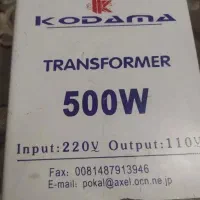 KODAMA
TRANSFORMER
500W
Input:220V Output:110V
Fax: 0081487913946
E-mail: pokal@axel.ocn.ne.jp